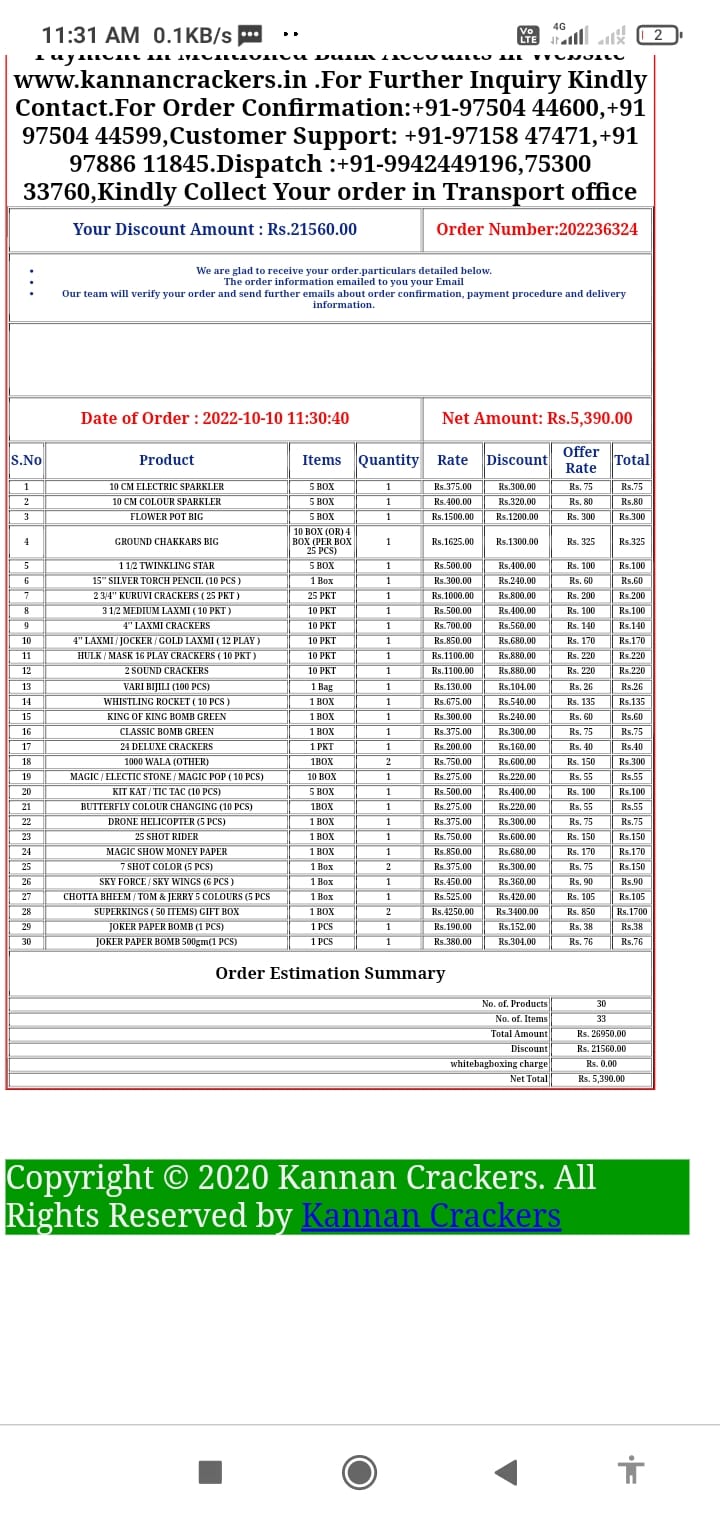 11:31 AM 0.1KB/s
Vo LTE 4G 2
www.kannancrackers.in .For Further Inquiry Kindly
Contact.For Order Confirmation:+91-97504 44600,+91
97504 44599,Customer Support: +91-97158 47471,+91
97886 11845.Dispatch :+91-9942449196,75300
33760,Kindly Collect Your order in Transport office
Your Discount Amount : Rs.21560.00 Order Number:202236324
We are glad to receive your order.particulars detailed below.
The order information emailed to you your Email
Our team will verify your order and send further emails about order confirmation, payment procedure and delivery
information.
Date of Order : 2022-10-10 11:30:40 Net Amount: Rs.5,390.00
S.No Product Items Quantity Rate Discount Offer Rate Total
1 10 CM ELECTRIC SPARKLER 5 BOX 1 Rs.375.00 Rs.300.00 Rs. 75 Rs.75
2 10 CM COLOUR SPARKLER 5 BOX 1 Rs.400.00 Rs.320.00 Rs. 80 Rs.80
3 FLOWER POT BIG 5 BOX 1 Rs.1500.00 Rs.1200.00 Rs. 300 Rs.300
4 GROUND CHAKKARS BIG 10 BOX (OR) 4 BOX (PER BOX 25 PCS) 1 Rs.1625.00 Rs.1300.00 Rs. 325 Rs.325
5 1 1/2 TWINKLING STAR 5 BOX 1 Rs.500.00 Rs.400.00 Rs. 100 Rs.100
6 15" SILVER TORCH PENCIL (10 PCS ) 1 Box 1 Rs.300.00 Rs.240.00 Rs. 60 Rs.60
7 2 3/4" KURUVI CRACKERS ( 25 PKT ) 25 PKT 1 Rs.1000.00 Rs.800.00 Rs. 200 Rs.200
8 3 1/2 MEDIUM LAXMI ( 10 PKT ) 10 PKT 1 Rs.500.00 Rs.400.00 Rs. 100 Rs.100
9 4" LAXMI CRACKERS 10 PKT 1 Rs.700.00 Rs.560.00 Rs. 140 Rs.140
10 4" LAXMI / JOCKER / GOLD LAXMI ( 12 PLAY ) 10 PKT 1 Rs.850.00 Rs.680.00 Rs. 170 Rs.170
11 HULK / MASK 16 PLAY CRACKERS ( 10 PKT ) 10 PKT 1 Rs.1100.00 Rs.880.00 Rs. 220 Rs.220
12 2 SOUND CRACKERS 10 PKT 1 Rs.1100.00 Rs.880.00 Rs. 220 Rs.220
13 VARI BIJILI (100 PCS) 1 Bag 1 Rs.130.00 Rs.104.00 Rs. 26 Rs.26
14 WHISTLING ROCKET ( 10 PCS ) 1 BOX 1 Rs.675.00 Rs.540.00 Rs. 135 Rs.135
15 KING OF KING BOMB GREEN 1 BOX 1 Rs.300.00 Rs.240.00 Rs. 60 Rs.60
16 CLASSIC BOMB GREEN 1 BOX 1 Rs.375.00 Rs.300.00 Rs. 75 Rs.75
17 24 DELUXE CRACKERS 1 PKT 1 Rs.200.00 Rs.160.00 Rs. 40 Rs.40
18 1000 WALA (OTHER) 1BOX 2 Rs.750.00 Rs.600.00 Rs. 150 Rs.300
19 MAGIC / ELECTIC STONE / MAGIC POP ( 10 PCS) 10 BOX 1 Rs.275.00 Rs.220.00 Rs. 55 Rs.55
20 KIT KAT / TIC TAC (10 PCS) 5 BOX 1 Rs.500.00 Rs.400.00 Rs. 100 Rs.100
21 BUTTERFLY COLOUR CHANGING (10 PCS) 1BOX 1 Rs.275.00 Rs.220.00 Rs. 55 Rs.55
22 DRONE HELICOPTER (5 PCS) 1 BOX 1 Rs.375.00 Rs.300.00 Rs. 75 Rs.75
23 25 SHOT RIDER 1 BOX 1 Rs.750.00 Rs.600.00 Rs. 150 Rs.150
24 MAGIC SHOW MONEY PAPER 1 BOX 1 Rs.850.00 Rs.680.00 Rs. 170 Rs.170
25 7 SHOT COLOR (5 PCS) 1 Box 2 Rs.375.00 Rs.300.00 Rs. 75 Rs.150
26 SKY FORCE / SKY WINGS (6 PCS ) 1 Box 1 Rs.450.00 Rs.360.00 Rs. 90 Rs.90
27 CHOTTA BHEEM / TOM & JERRY 5 COLOURS (5 PCS 1 Box 1 Rs.525.00 Rs.420.00 Rs. 105 Rs.105
28 SUPERKINGS ( 50 ITEMS) GIFT BOX 1 BOX 2 Rs.4250.00 Rs.3400.00 Rs. 850 Rs.1700
29 JOKER PAPER BOMB (1 PCS) 1 PCS 1 Rs.190.00 Rs.152.00 Rs. 38 Rs.38
30 JOKER PAPER BOMB 500gm(1 PCS) 1 PCS 1 Rs.380.00 Rs.304.00 Rs. 76 Rs.76
Order Estimation Summary
No. of. Products 30
No. of. Items 33
Total Amount Rs. 26950.00
Discount Rs. 21560.00
whitebagboxing charge Rs. 0.00
Net Total Rs. 5,390.00
Copyright © 2020 Kannan Crackers. All
Rights Reserved by Kannan Crackers